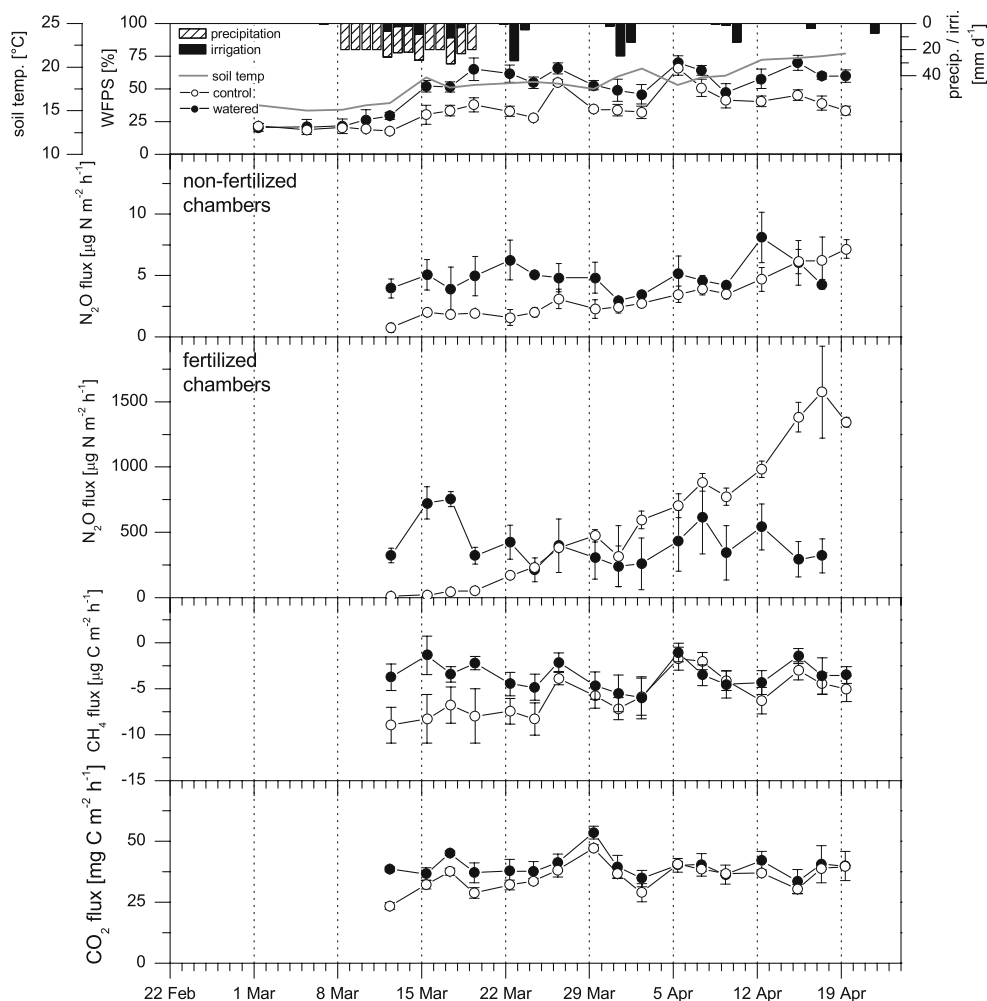 soil temp. [°C]
25
20
15
10
WFPS [%]
100
75
50
25
0
precipitation
irrigation
soil temp
control
watered
0
20
40
precip. / irri.
[mm d⁻¹]
N₂O flux [µg N m⁻² h⁻¹]
10
5
0
non-fertilized
chambers
N₂O flux [µg N m⁻² h⁻¹]
1500
1000
500
0
fertilized
chambers
CH₄ flux [µg C m⁻² h⁻¹]
0
-5
-10
-15
CO₂ flux [mg C m⁻² h⁻¹]
50
25
0
22 Feb 1 Mar 8 Mar 15 Mar 22 Mar 29 Mar 5 Apr 12 Apr 19 Apr